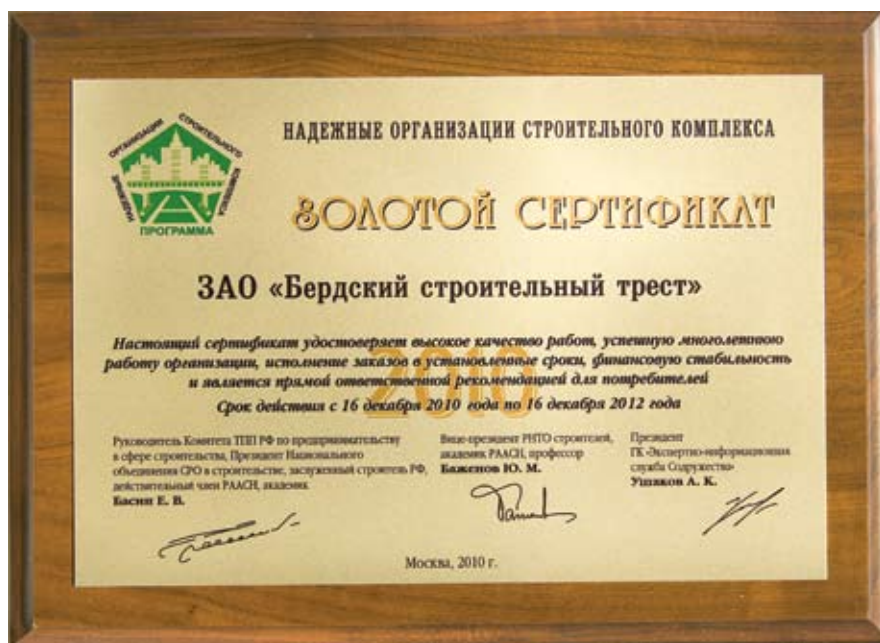 НАДЕЖНЫЕ ОРГАНИЗАЦИИ СТРОИТЕЛЬНОГО КОМПЛЕКСА
ПРОГРАММА
ЗОЛОТОЙ СЕРТИФИКАТ
ЗАО «Бердский строительный трест»
2010
Настоящий сертификат удостоверяет высокое качество работ, успешную многолетнюю
работу организации, исполнение заказов в установленные сроки, финансовую стабильность
и является прямой ответственной рекомендацией для потребителей
Срок действия с 16 декабря 2010 года по 16 декабря 2012 года
Руководитель Комитета ТПП РФ по предпринимательству
в сфере строительства, Президент Национального
объединения СРО в строительстве, заслуженный строитель РФ,
действительный член РААСН, академик
Басин Е. В.
Вице-президент РНТО строителей,
академик РААСН, профессор
Баженов Ю. М.
Президент
ГК «Экспертно-информационная
служба Содружества»
Ушаков А. К.
Москва, 2010 г.